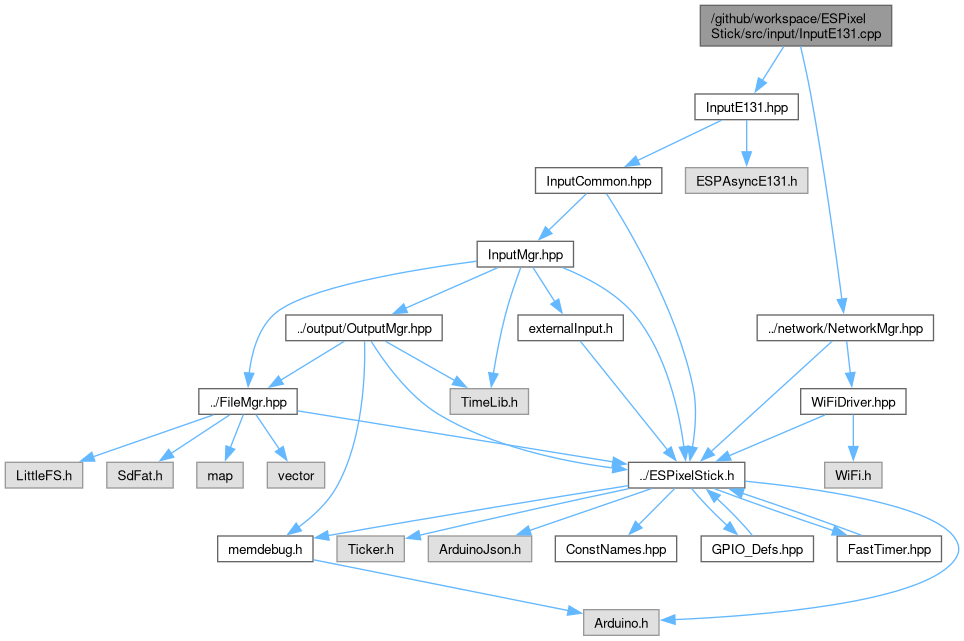 /github/workspace/ESPixel
Stick/src/input/InputE131.cpp
InputE131.hpp
InputCommon.hpp
ESPAsyncE131.h
InputMgr.hpp
../output/OutputMgr.hpp
externalInput.h
../network/NetworkMgr.hpp
../FileMgr.hpp
TimeLib.h
WiFiDriver.hpp
LittleFS.h
SdFat.h
map
vector
../ESPixelStick.h
WiFi.h
memdebug.h
Ticker.h
ArduinoJson.h
ConstNames.hpp
GPIO_Defs.hpp
FastTimer.hpp
Arduino.h